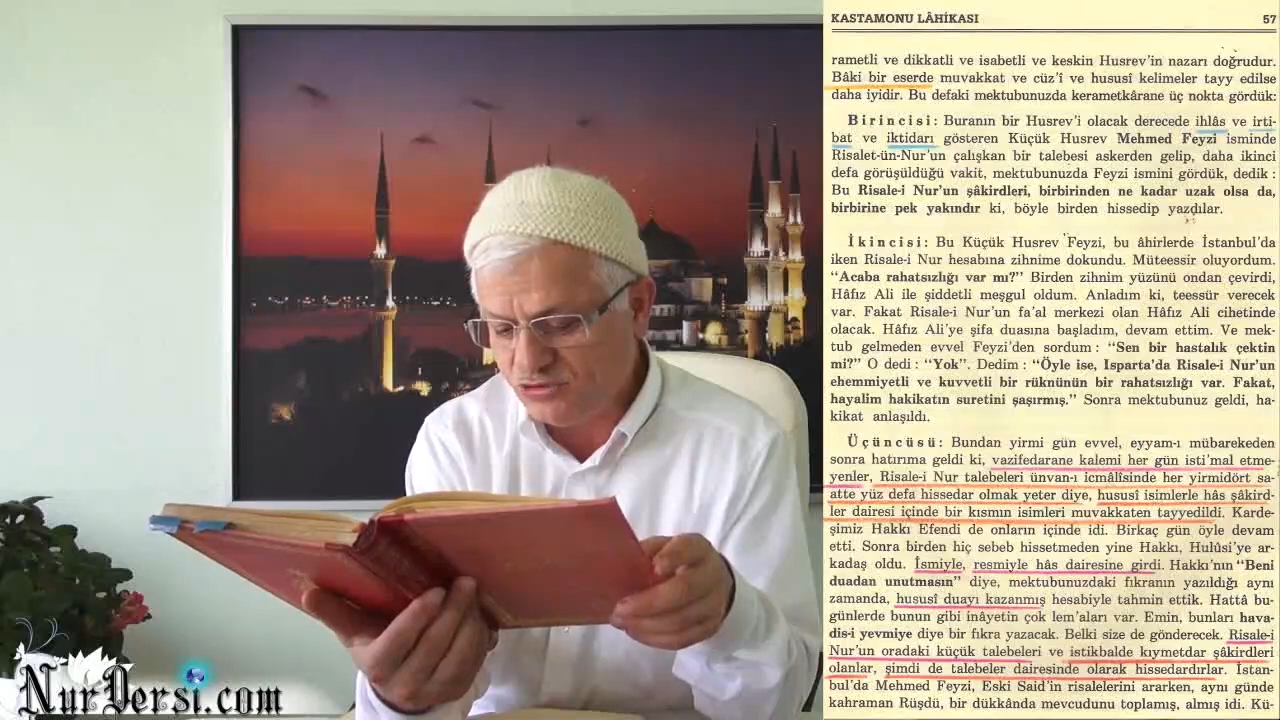 KASTAMONU LÂHİKASI 57
rametli ve dikkatli ve isabetli ve keskin Husrev'in nazarı doğrudur.
Bâki bir eserde muvakkat ve cüz'î ve hususî kelimeler tayy edilse
daha iyidir. Bu defaki mektubunuzda kerametkârane üç nokta gördük:
Birincisi: Buranın bir Husrev'i olacak derecede ihlâs ve irti-
bat ve iktidarı gösteren Küçük Husrev Mehmed Feyzi isminde
Risalet-ün-Nur'un çalışkan bir talebesi askerden gelip, daha ikinci
defa görüşüldüğü vakit, mektubunuzda Feyzi ismini gördük, dedik :
Bu Risale-i Nur'un şâkirdleri, birbirinden ne kadar uzak olsa da,
birbirine pek yakındır ki, böyle birden hissedip yazdılar.
İkincisi: Bu Küçük Husrev Feyzi, bu âhirlerde İstanbul'da
iken Risale-i Nur hesabına zihnime dokundu. Müteessir oluyordum.
"Acaba rahatsızlığı var mı?" Birden zihnim yüzünü ondan çevirdi,
Hâfız Ali ile şiddetli meşgul oldum. Anladım ki, teessür verecek
var. Fakat Risale-i Nur'un fa'al merkezi olan Hâfız Ali cihetinde
olacak. Hâfız Ali'ye şifa duasına başladım, devam ettim. Ve mek-
tub gelmeden evvel Feyzi'den sordum : "Sen bir hastalık çektin
mi?" O dedi : "Yok". Dedim : "Öyle ise, Isparta'da Risale-i Nur'un
ehemmiyetli ve kuvvetli bir rüknünün bir rahatsızlığı var. Fakat,
hayalim hakikatın suretini şaşırmış." Sonra mektubunuz geldi, ha-
kikat anlaşıldı.
Üçüncüsü: Bundan yirmi gün evvel, eyyam-ı mübarekeden
sonra hatırıma geldi ki, vazifedarane kalemi her gün isti'mal etme-
yenler, Risale-i Nur talebeleri ünvan-ı icmâlîsinde her yirmidört sa-
atte yüz defa hissedar olmak yeter diye, hususî isimlerle hâs şâkird-
ler dairesi içinde bir kısmın isimleri muvakkaten tayyedildi. Karde-
şimiz Hakkı Efendi de onların içinde idi. Birkaç gün öyle devam
etti. Sonra birden hiç sebeb hissetmeden yine Hakkı, Hulûsi'ye ar-
kadaş oldu. İsmiyle, resmiyle hâs dairesine girdi. Hakkı'nın "Beni
duadan unutmasın" diye, mektubunuzdaki fıkranın yazıldığı aynı
zamanda, hususî duayı kazanmış hesabiyle tahmin ettik. Hattâ bu-
günlerde bunun gibi inâyetin çok lem'aları var. Emin, bunları hava-
dis-i yevmiye diye bir fıkra yazacak. Belki size de gönderecek. Risale-i
Nur'un oradaki küçük talebeleri ve istikbalde kıymetdar şâkirdleri
olanlar, şimdi de talebeler dairesinde olarak hissedardırlar. İstan-
bul'da Mehmed Feyzi, Eski Said'in risalelerini ararken, aynı günde
kahraman Rüşdü, bir dükkânda mevcudunu toplamış, almış idi. Kü-
NurDersi.com